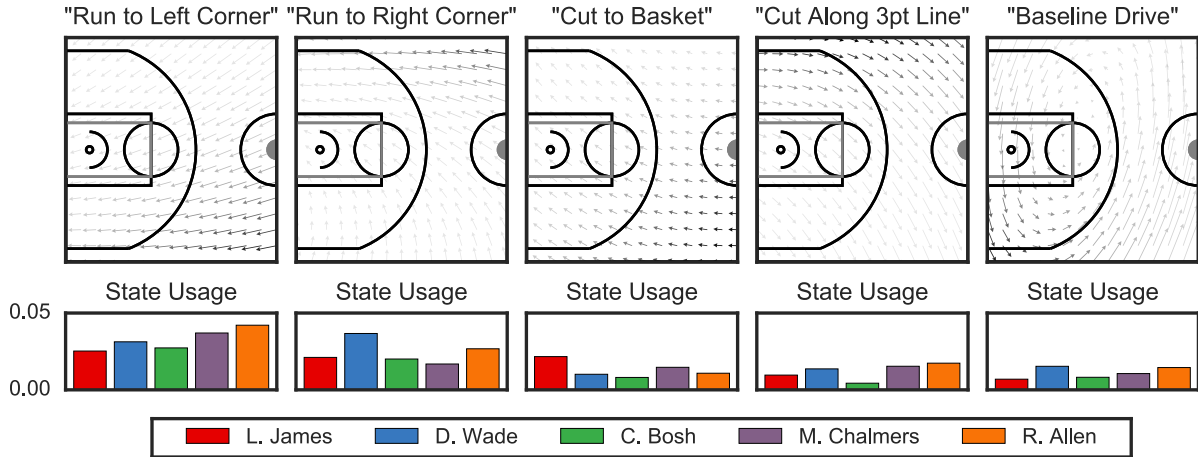 "Run to Left Corner" "Run to Right Corner" "Cut to Basket" "Cut Along 3pt Line" "Baseline Drive"
State Usage State Usage State Usage State Usage State Usage
0.05
0.00
L. James D. Wade C. Bosh M. Chalmers R. Allen